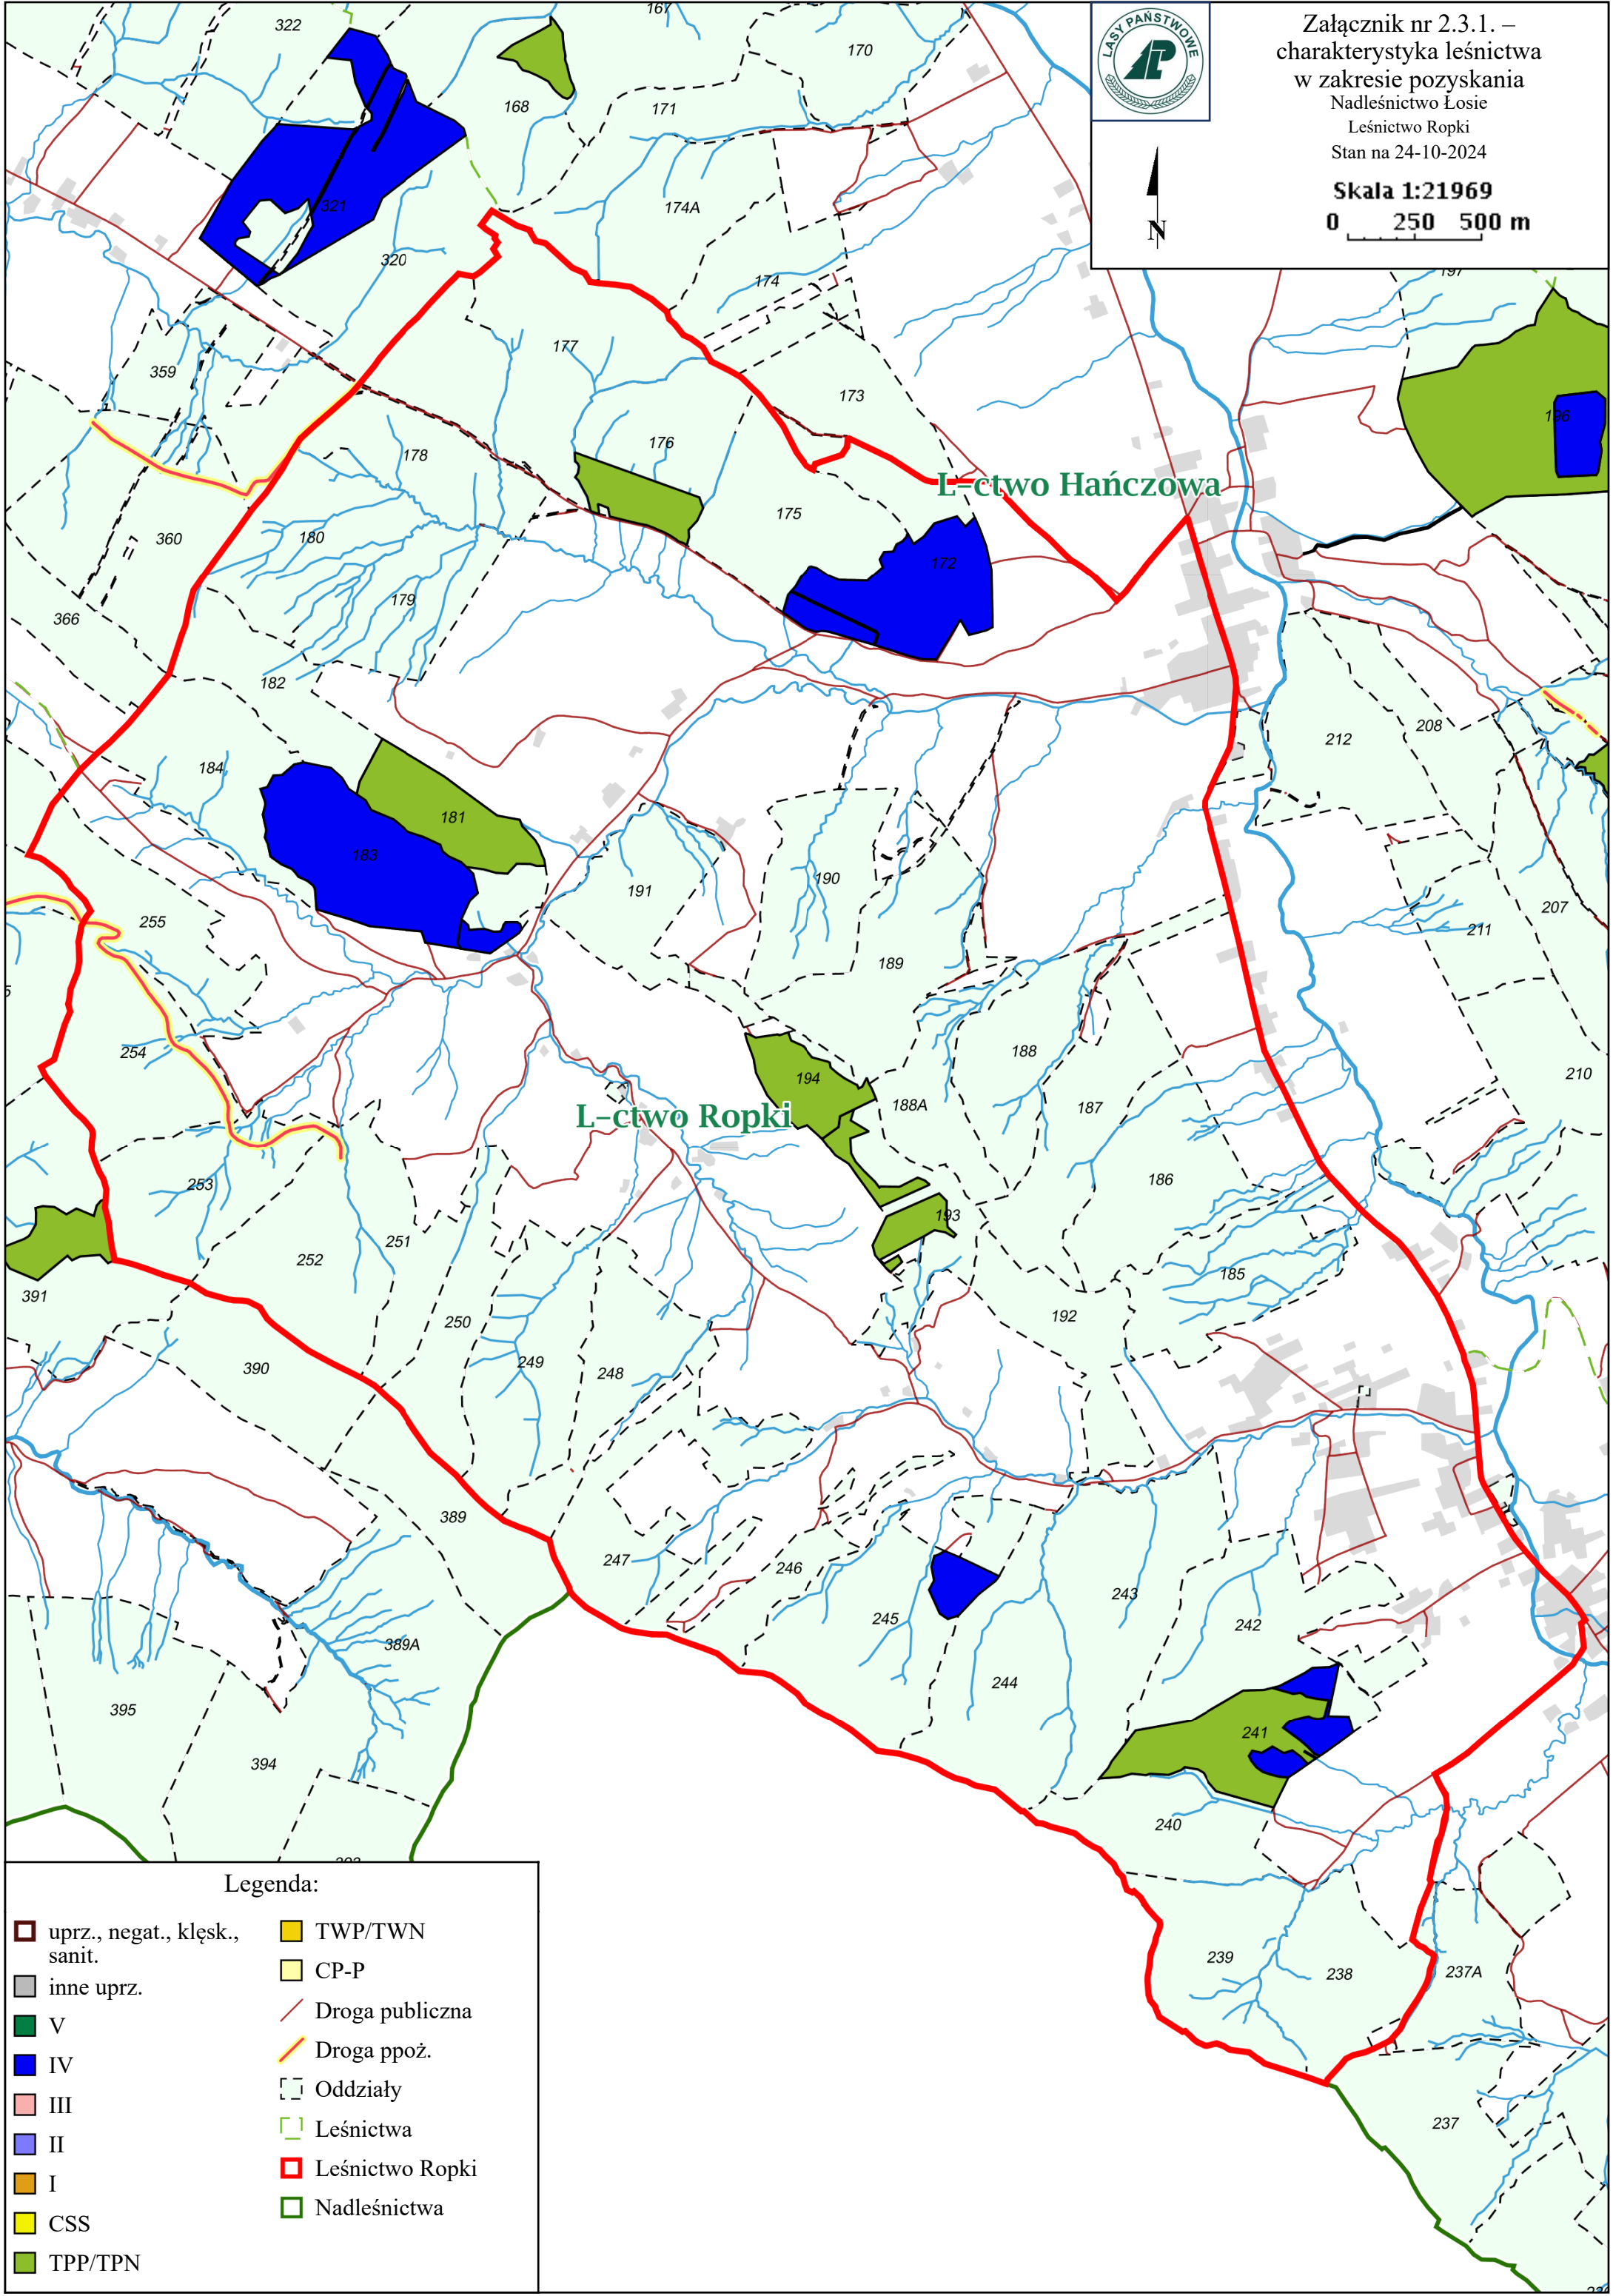 LASY PAŃSTWOWE
LP
Załącznik nr 2.3.1. –
charakterystyka leśnictwa
w zakresie pozyskania
Nadleśnictwo Łosie
Leśnictwo Ropki
Stan na 24-10-2024
Skala 1:21969
0 250 500 m
N
322
167
170
168
171
321
174A
320
174
197
177
359
173
196
178
176
L-ctwo Hańczowa
175
360
180
172
179
366
182
208
212
184
181
183
191
190
207
255
211
189
254
188
194
210
188A
187
L-ctwo Ropki
186
253
193
251
252
185
391
192
250
249
248
390
389
247
246
243
245
242
389A
244
395
241
394
240
239
238
237A
237
Legenda:
uprz., negat., klęsk.,
sanit.
inne uprz.
V
IV
III
II
I
CSS
TPP/TPN
TWP/TWN
CP-P
Droga publiczna
Droga ppoż.
Oddziały
Leśnictwa
Leśnictwo Ropki
Nadleśnictwa